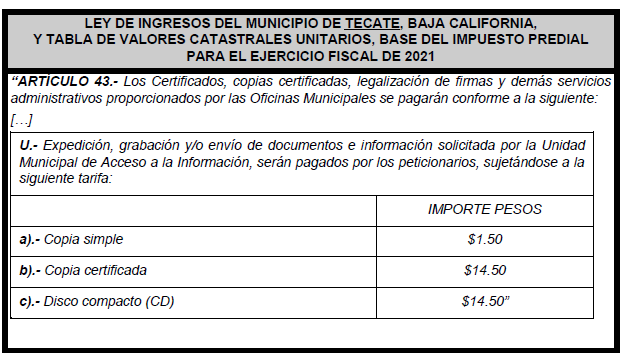 LEY DE INGRESOS DEL MUNICIPIO DE TECATE, BAJA CALIFORNIA,
Y TABLA DE VALORES CATASTRALES UNITARIOS, BASE DEL IMPUESTO PREDIAL
PARA EL EJERCICIO FISCAL DE 2021
“ARTÍCULO 43.- Los Certificados, copias certificadas, legalización de firmas y demás servicios
administrativos proporcionados por las Oficinas Municipales se pagarán conforme a la siguiente:
[…]
U.- Expedición, grabación y/o envío de documentos e información solicitada por la Unidad
Municipal de Acceso a la Información, serán pagados por los peticionarios, sujetándose a la
siguiente tarifa:
IMPORTE PESOS
a).- Copia simple $1.50
b).- Copia certificada $14.50
c).- Disco compacto (CD) $14.50”